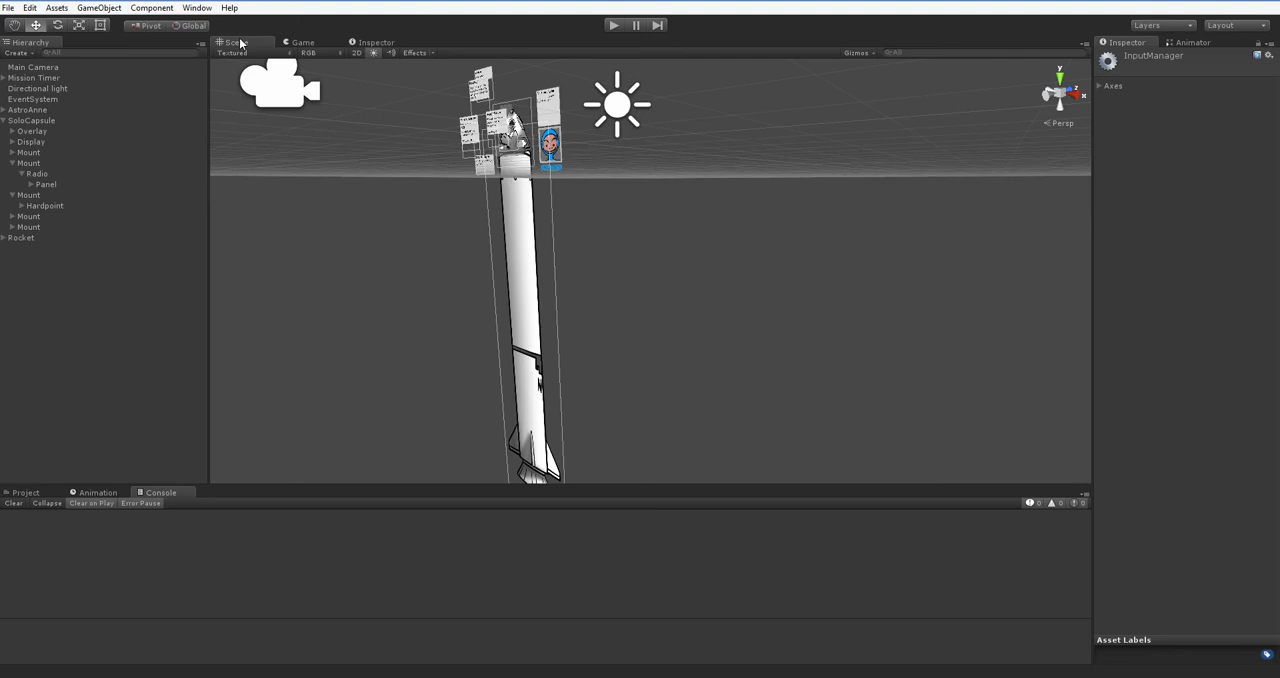 File Edit Assets GameObject Component Window Help
Pivot Global Layers Layout
Hierarchy Scene Game Inspector Inspector Animator
Create All Textured RGB 2D Effects Gizmos All InputManager
Main Camera
Mission Timer
Directional light
EventSystem
AstroAnne
SoloCapsule
Overlay
Display
Mount
Mount
Radio
Panel
Mount
Hardpoint
Mount
Mount
Rocket
y
x
Persp
Axes
Project Animation Console
Clear Collapse Clear on Play Error Pause 0 0 0
Asset Labels